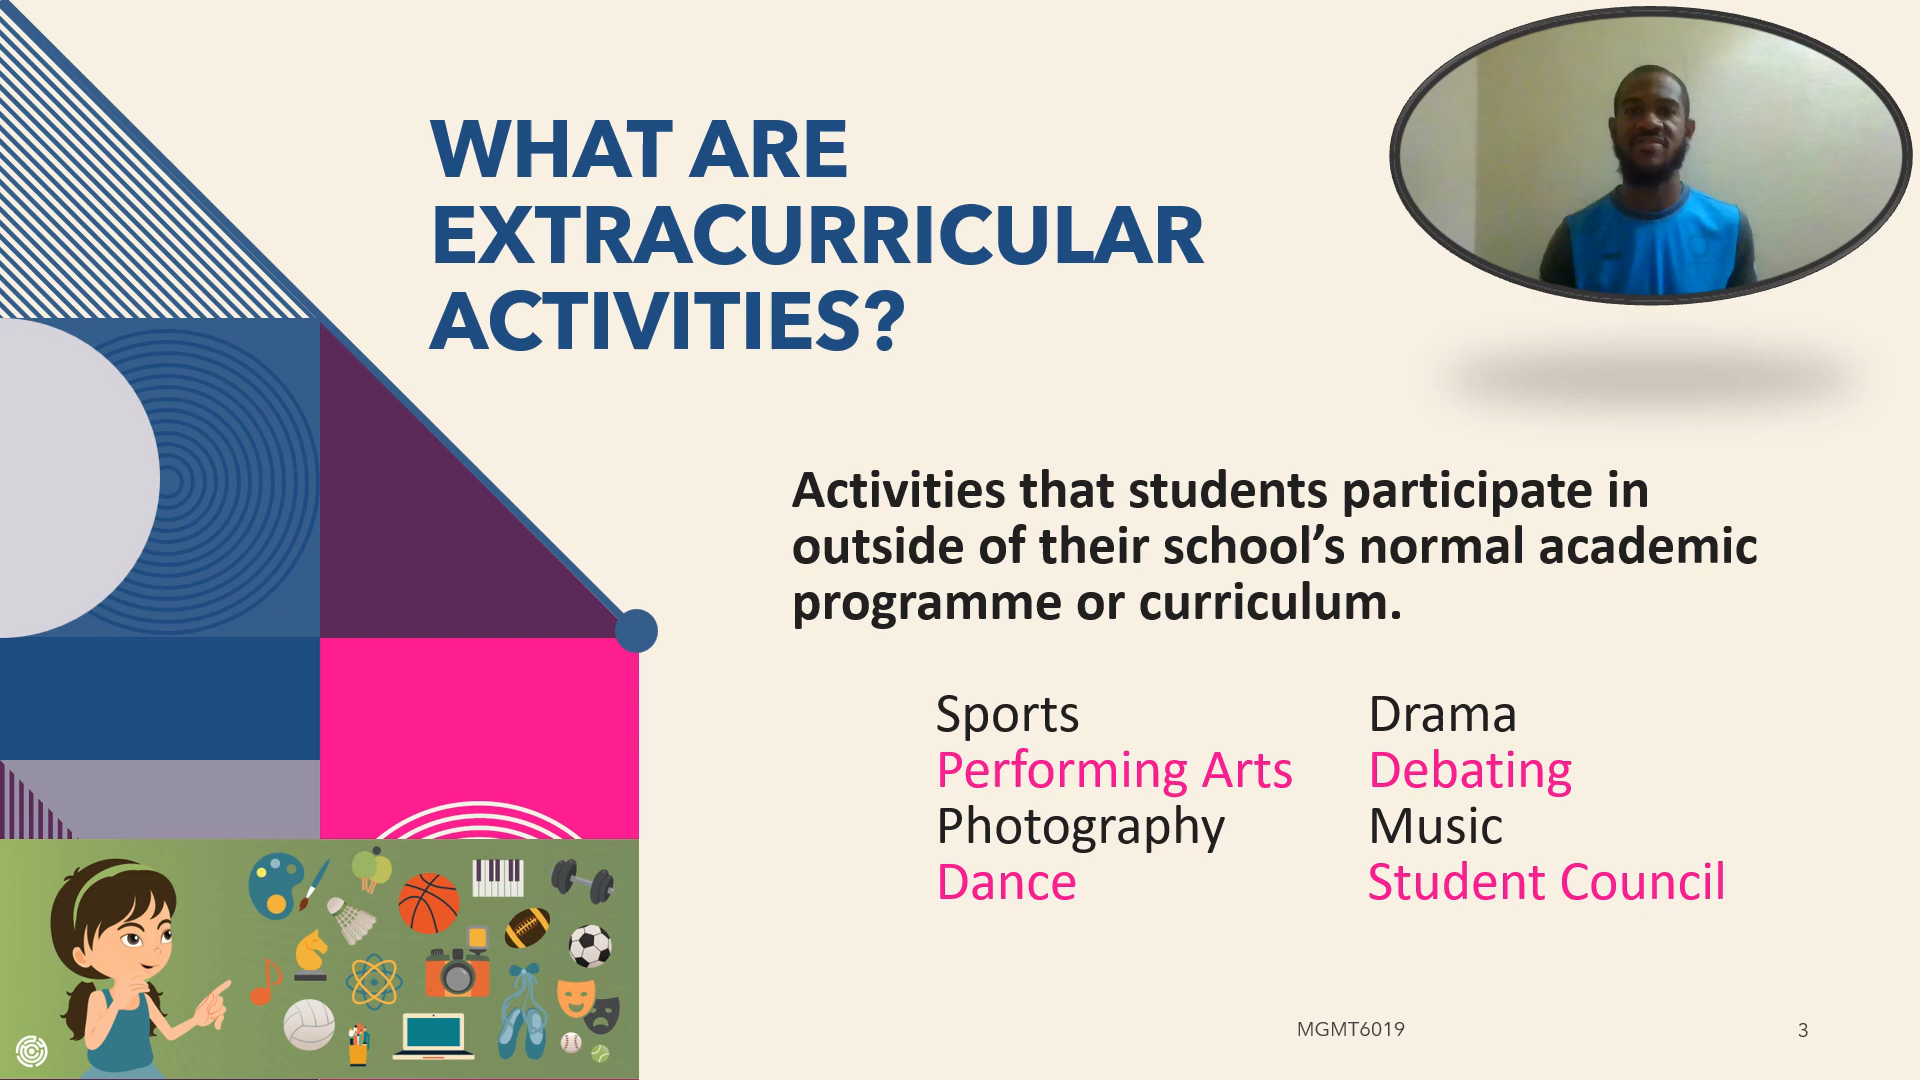 WHAT ARE
EXTRACURRICULAR
ACTIVITIES?
Activities that students participate in
outside of their school’s normal academic
programme or curriculum.
Sports
Performing Arts
Photography
Dance
Drama
Debating
Music
Student Council
MGMT6019
3